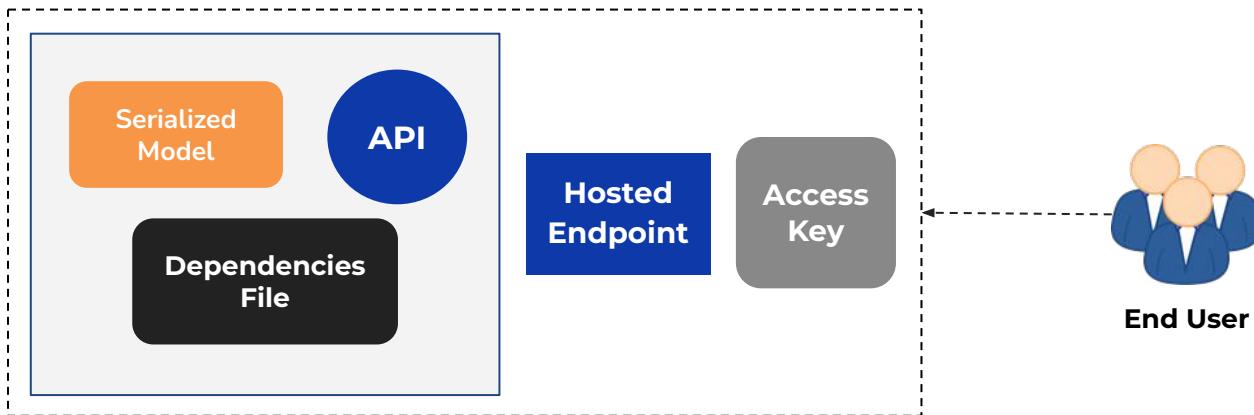 Serialized
Model
API
Dependencies
File
Hosted
Endpoint
Access
Key
End User